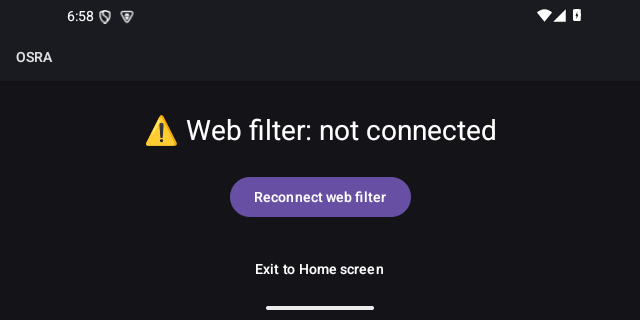 6:58
OSRA
⚠️ Web filter: not connected
Reconnect web filter
Exit to Home screen